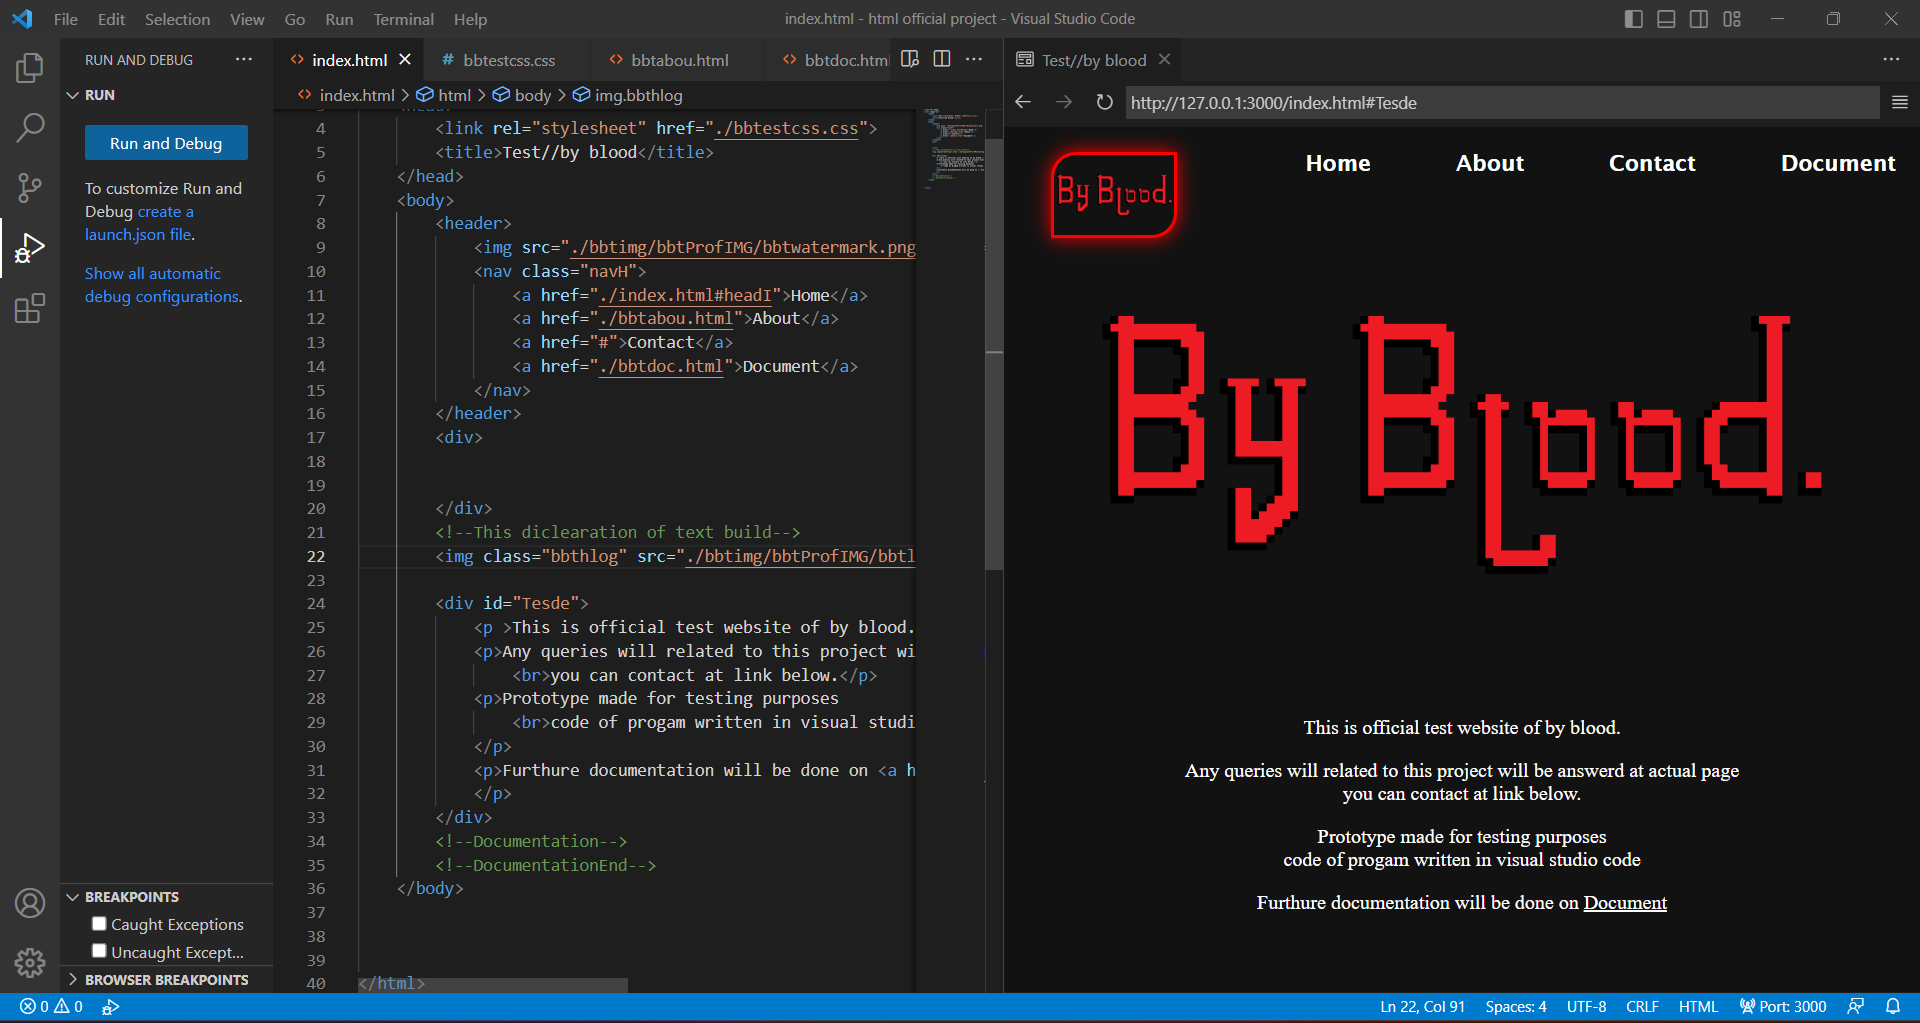 File Edit Selection View Go Run Terminal Help
index.html - html official project - Visual Studio Code
RUN AND DEBUG
RUN
Run and Debug
To customize Run and
Debug create a
launch.json file.
Show all automatic
debug configurations.
BREAKPOINTS
Caught Exceptions
Uncaught Except...
BROWSER BREAKPOINTS
index.html bbtestcss.css bbtabou.html bbtdoc.htm
index.html > html > body > img.bbthlog
4 <link rel="stylesheet" href="./bbtestcss.css">
5 <title>Test//by blood</title>
6 </head>
7 <body>
8 <header>
9 <img src="./bbtimg/bbtProfIMG/bbtwatermark.png
10 <nav class="navH">
11 <a href="./index.html#headI">Home</a>
12 <a href="./bbtabou.html">About</a>
13 <a href="#">Contact</a>
14 <a href="./bbtdoc.html">Document</a>
15 </nav>
16 </header>
17 <div>
18
19
20 </div>
21 <!--This diclearation of text build-->
22 <img class="bbthlog" src="./bbtimg/bbtProfIMG/bbtl
23
24 <div id="Tesde">
25 <p >This is official test website of by blood.
26 <p>Any queries will related to this project wi
27 <br>you can contact at link below.</p>
28 <p>Prototype made for testing purposes
29 <br>code of progam written in visual studi
30 </p>
31 <p>Furthure documentation will be done on <a h
32 </p>
33 </div>
34 <!--Documentation-->
35 <!--DocumentationEnd-->
36 </body>
37
38
39
40 </html>
Test//by blood
http://127.0.0.1:3000/index.html#Tesde
By Blood.
Home About Contact Document
By Blood.
This is official test website of by blood.
Any queries will related to this project will be answerd at actual page
you can contact at link below.
Prototype made for testing purposes
code of progam written in visual studio code
Furthure documentation will be done on Document
0 0
Ln 22, Col 91 Spaces: 4 UTF-8 CRLF HTML Port: 3000